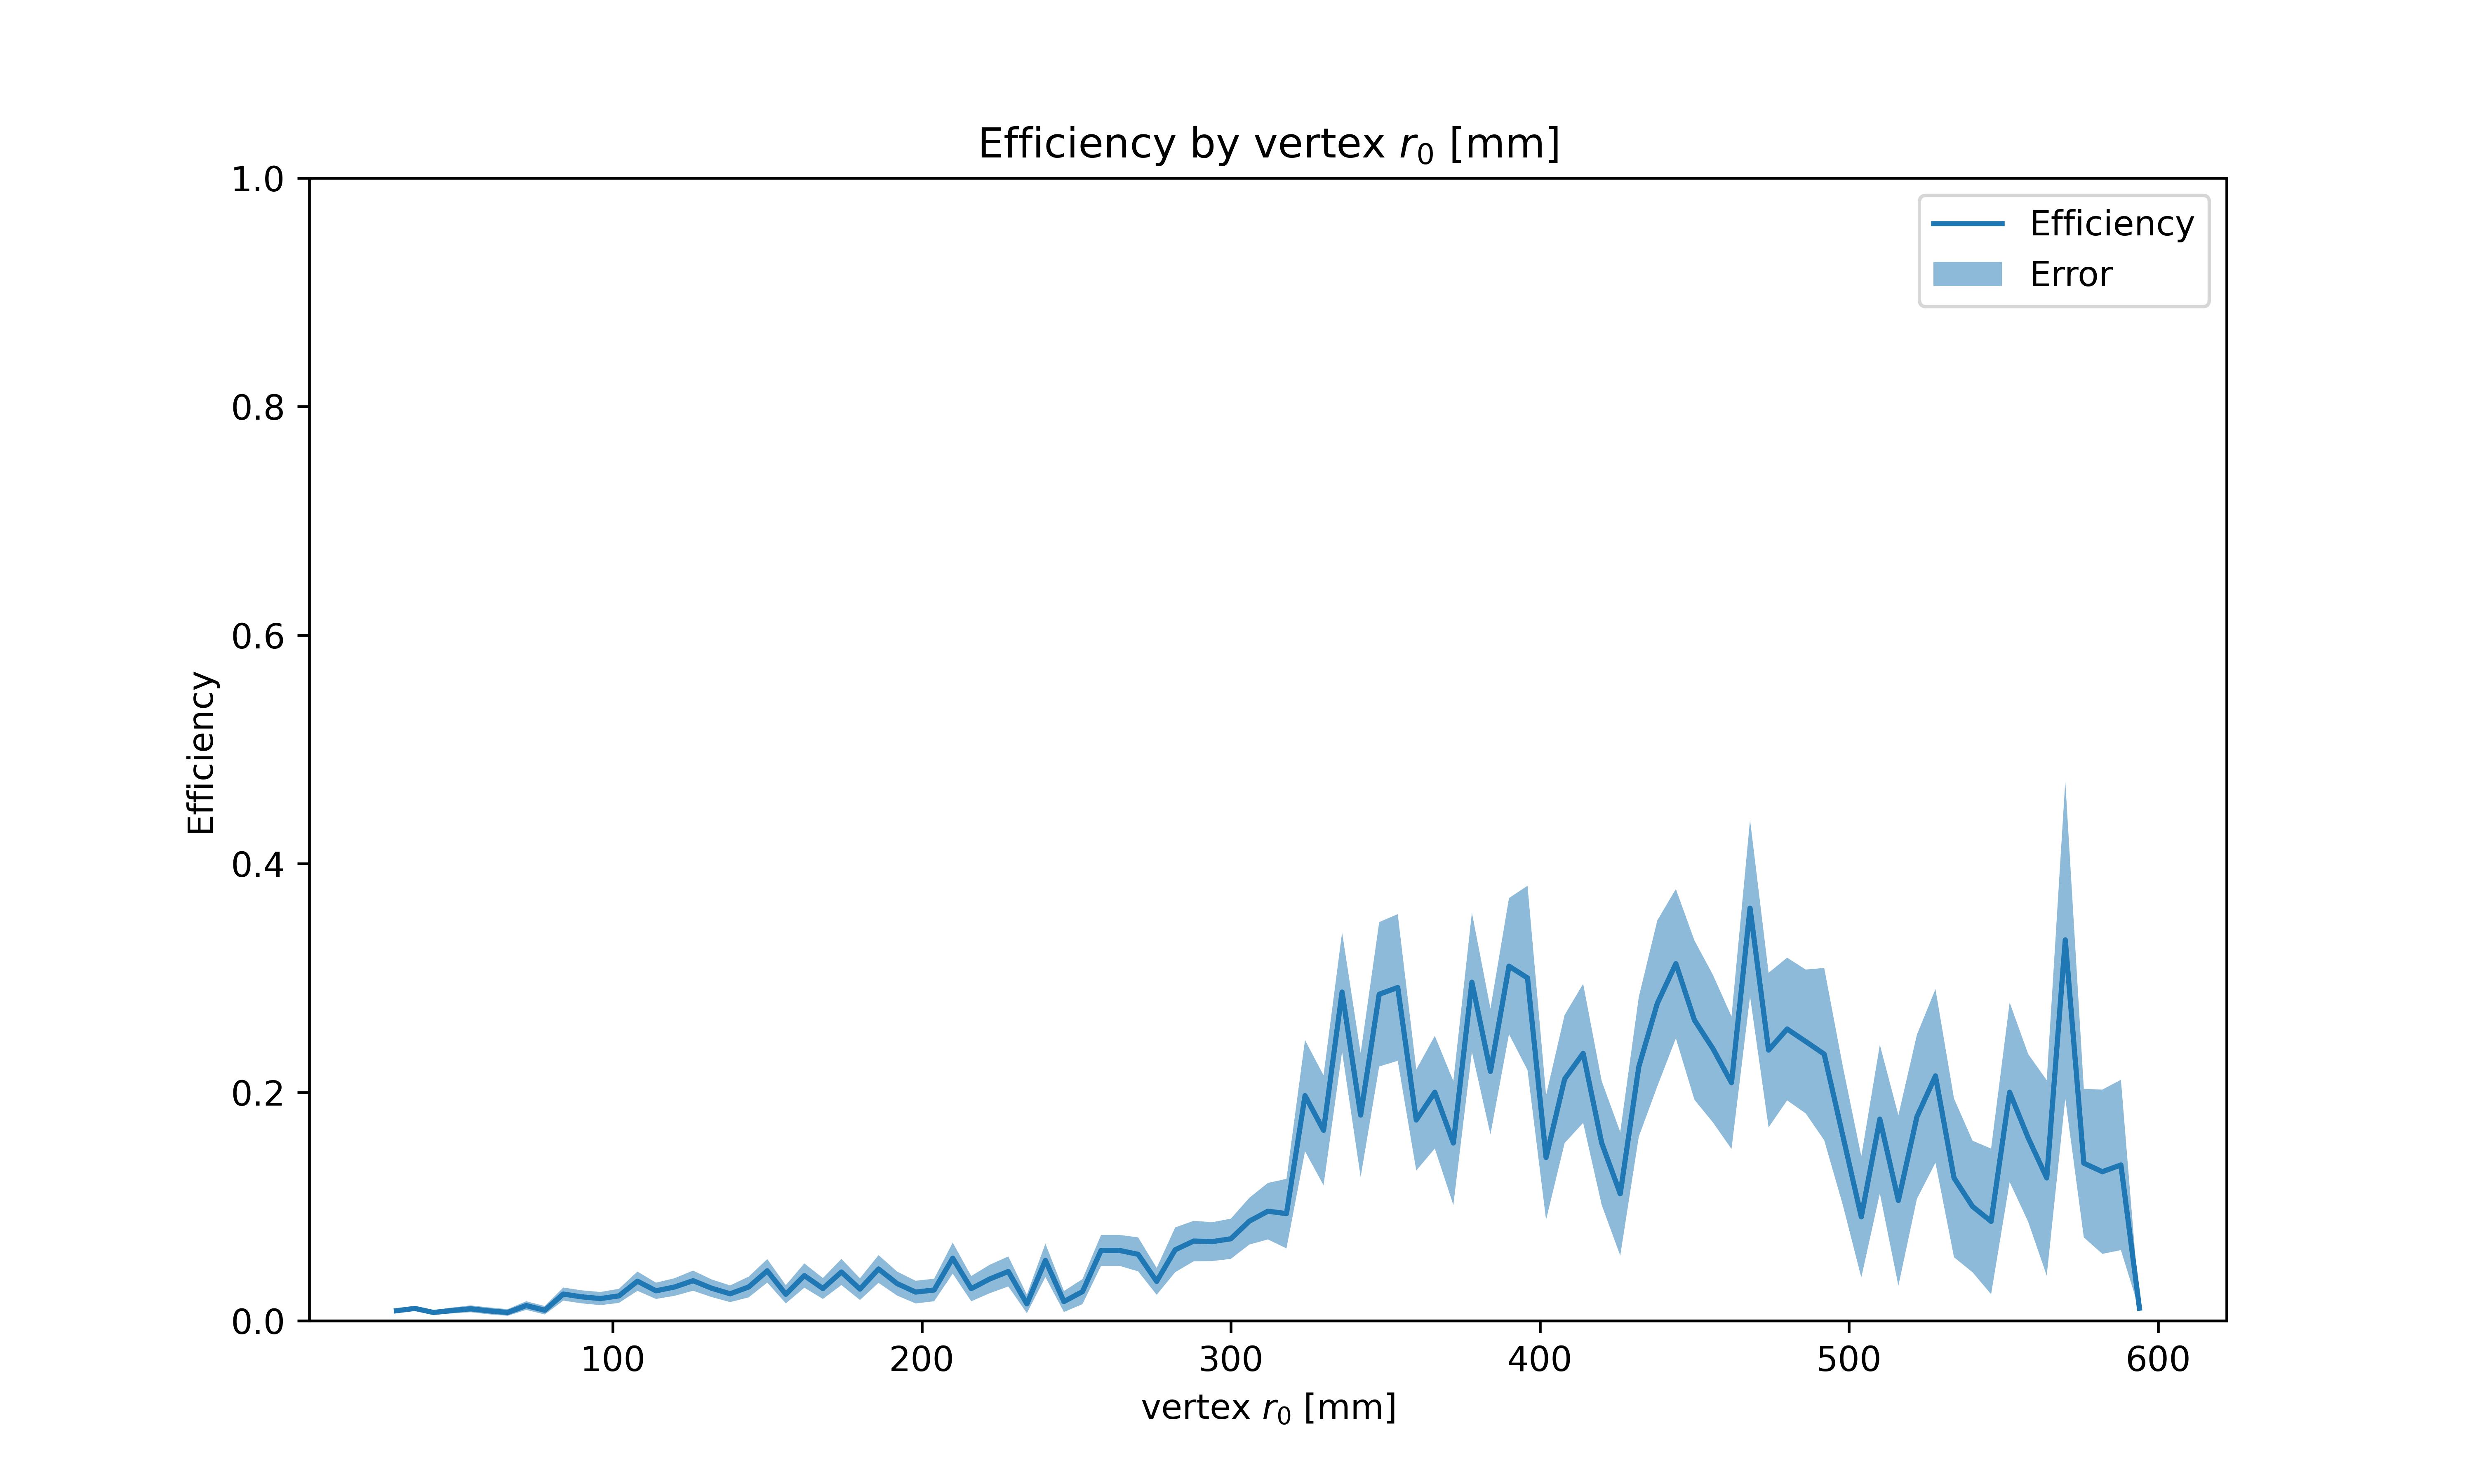 Efficiency by vertex r₀ [mm]
1.0
0.8
0.6
0.4
0.2
0.0
Efficiency
Efficiency
Error
100 200 300 400 500 600
vertex r₀ [mm]